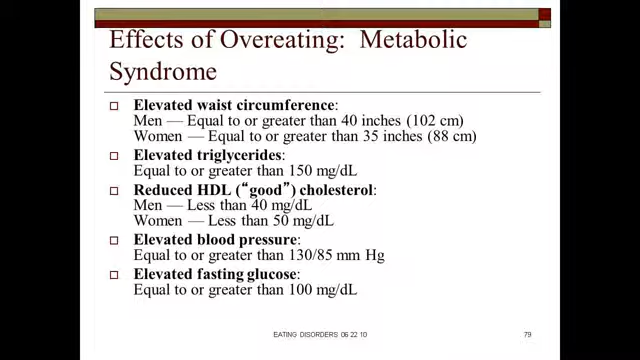 Effects of Overeating: Metabolic
Syndrome
Elevated waist circumference:
Men — Equal to or greater than 40 inches (102 cm)
Women — Equal to or greater than 35 inches (88 cm)
Elevated triglycerides:
Equal to or greater than 150 mg/dL
Reduced HDL (“good”) cholesterol:
Men — Less than 40 mg/dL
Women — Less than 50 mg/dL
Elevated blood pressure:
Equal to or greater than 130/85 mm Hg
Elevated fasting glucose:
Equal to or greater than 100 mg/dL
EATING DISORDERS 06 22 10
79